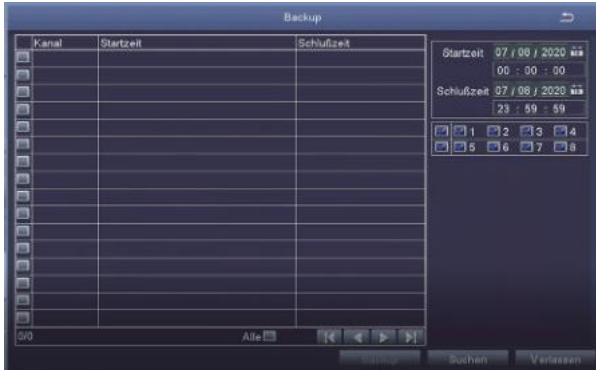 Backup
Kanal Startzeit Schlußzeit
Startzeit 07 / 08 / 2020
00 : 00 : 00
Schlußzeit 07 / 08 / 2020
23 : 59 : 59
1 2 3 4
5 6 7 8
0/0 Alle
Backup Suchen Verlassen